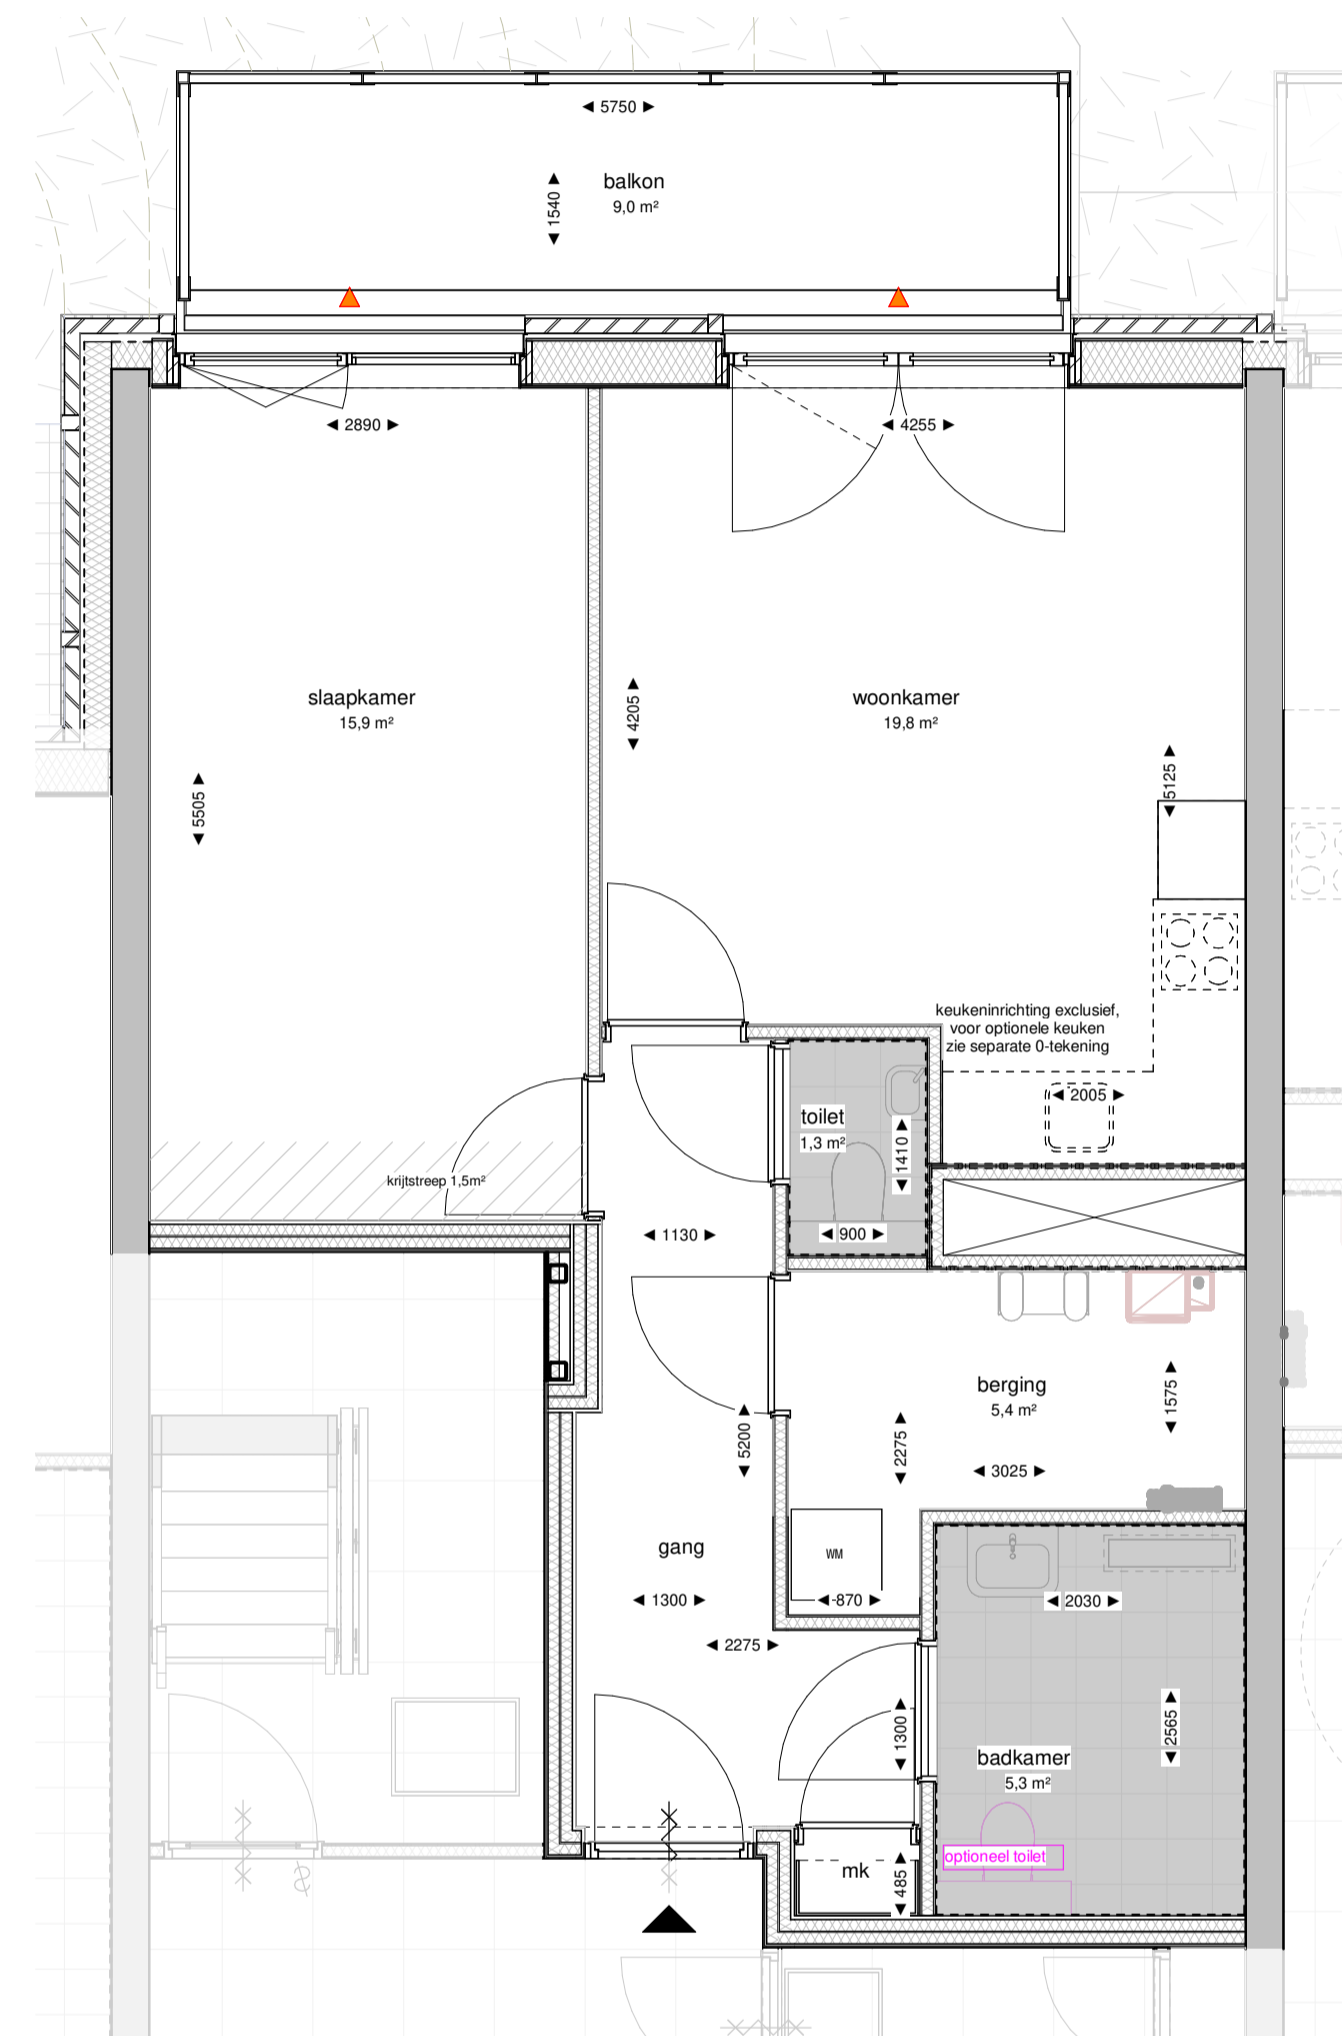 5750
balkon
9,0 m²
1540
2890
4255
slaapkamer
15,9 m²
woonkamer
19,8 m²
4205
5125
5505
keukeninrichting exclusief,
voor optionele keuken
zie separate 0-tekening
2005
toilet
1,3 m²
1410
krijtstreep 1,5m²
1130
900
berging
5,4 m²
1575
5200
2275
3025
gang
WM
1300
870
2030
2275
1300
2565
badkamer
5,3 m²
optioneel toilet
mk
485